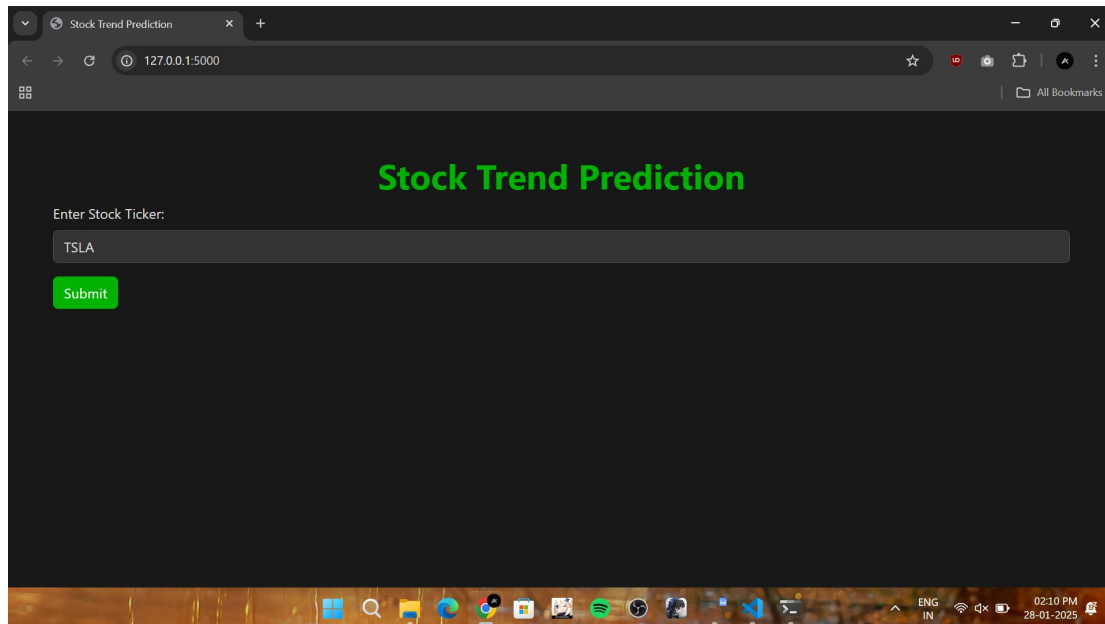 Stock Trend Prediction
127.0.0.1:5000
All Bookmarks
Stock Trend Prediction
Enter Stock Ticker:
TSLA
Submit
ENG
IN
02:10 PM
28-01-2025